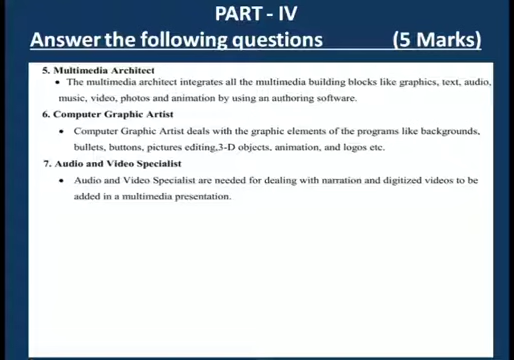 PART - IV
Answer the following questions (5 Marks)
5. Multimedia Architect
• The multimedia architect integrates all the multimedia building blocks like graphics, text, audio,
music, video, photos and animation by using an authoring software.
6. Computer Graphic Artist
• Computer Graphic Artist deals with the graphic elements of the programs like backgrounds,
bullets, buttons, pictures editing,3-D objects, animation, and logos etc.
7. Audio and Video Specialist
• Audio and Video Specialist are needed for dealing with narration and digitized videos to be
added in a multimedia presentation.